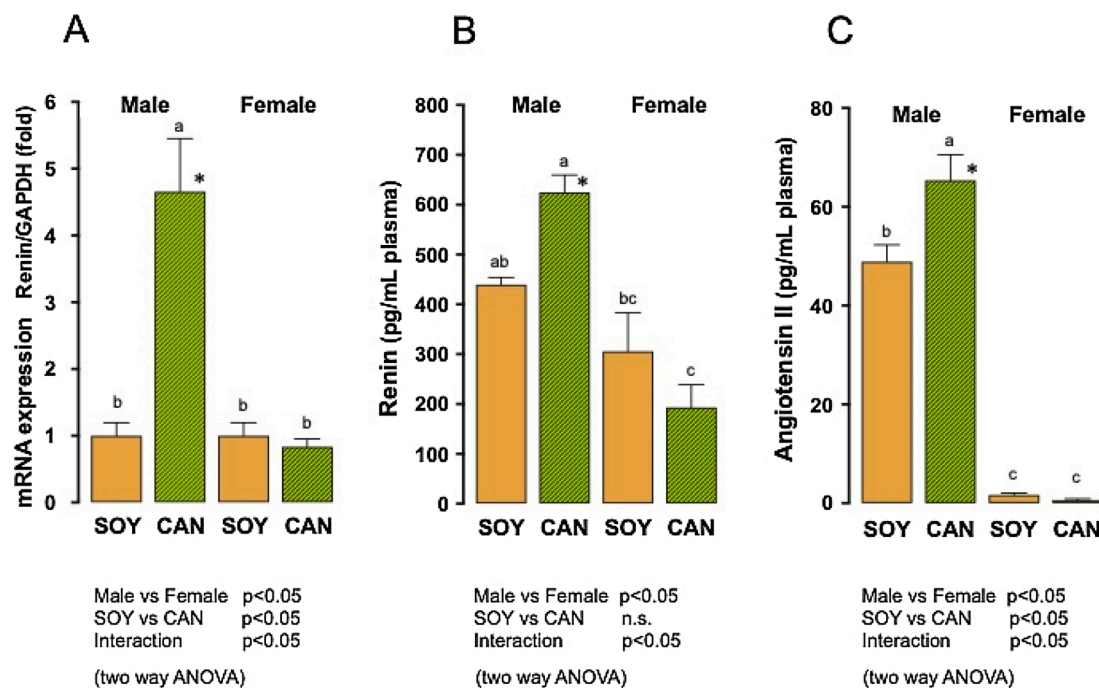 A
mRNA expression Renin/GAPDH (fold)
6
5
4
3
2
1
0
Male Female
a
*
b
b
b
SOY CAN SOY CAN
Male vs Female p<0.05
SOY vs CAN p<0.05
Interaction p<0.05
(two way ANOVA)
B
Renin (pg/mL plasma)
800
700
600
500
400
300
200
100
0
Male Female
a
*
ab
bc
c
SOY CAN SOY CAN
Male vs Female p<0.05
SOY vs CAN n.s.
Interaction p<0.05
(two way ANOVA)
C
Angiotensin II (pg/mL plasma)
80
60
40
20
0
Male Female
a
*
b
c c
SOY CAN SOY CAN
Male vs Female p<0.05
SOY vs CAN p<0.05
Interaction p<0.05
(two way ANOVA)